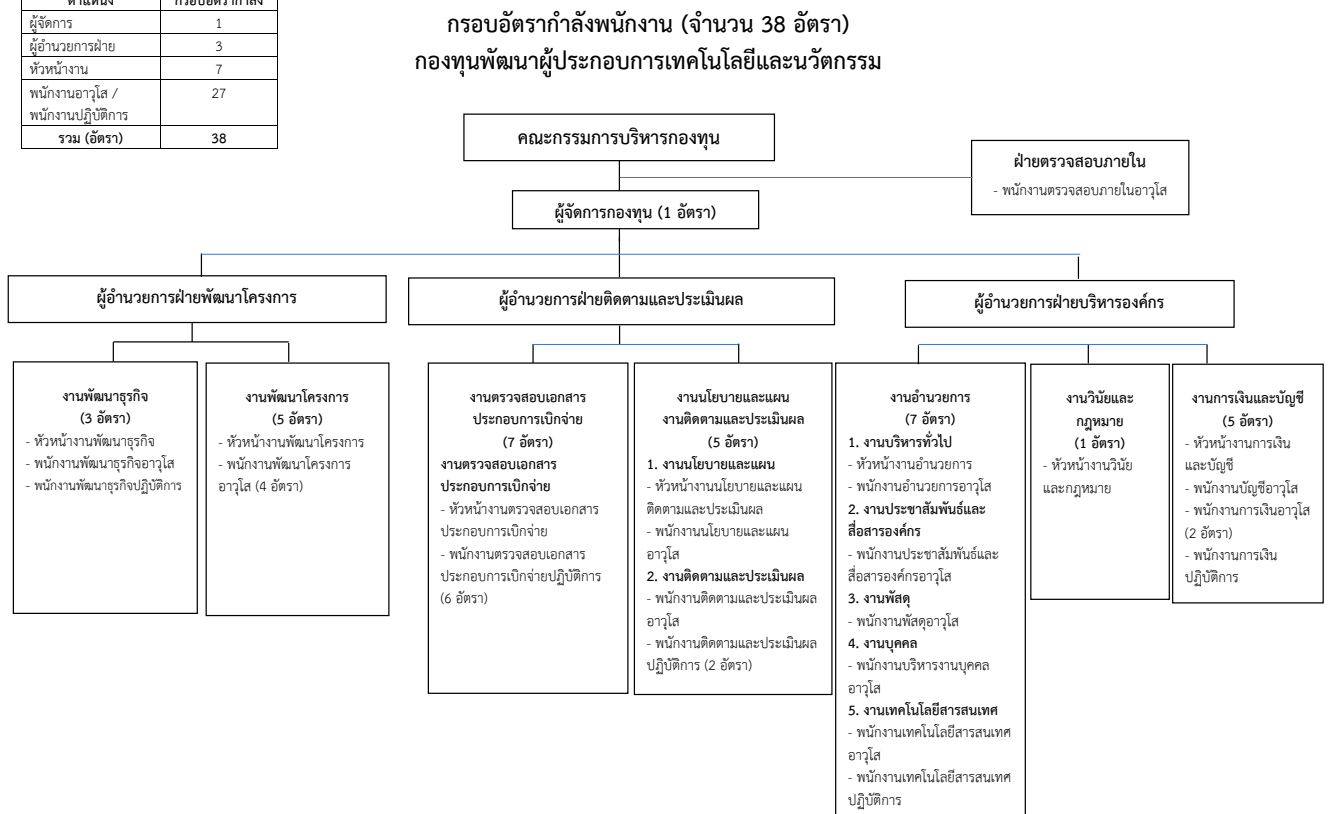 ตำแหน่ง กรอบอัตรากำลัง
ผู้จัดการ 1
ผู้อำนวยการฝ่าย 3
หัวหน้างาน 7
พนักงานอาวุโส / 27
พนักงานปฏิบัติการ
รวม (อัตรา) 38
กรอบอัตรากำลังพนักงาน (จำนวน 38 อัตรา)
กองทุนพัฒนาผู้ประกอบการเทคโนโลยีและนวัตกรรม
คณะกรรมการบริหารกองทุน
ฝ่ายตรวจสอบภายใน
- พนักงานตรวจสอบภายในอาวุโส
ผู้จัดการกองทุน (1 อัตรา)
ผู้อำนวยการฝ่ายพัฒนาโครงการ
ผู้อำนวยการฝ่ายติดตามและประเมินผล
ผู้อำนวยการฝ่ายบริหารองค์กร
งานพัฒนาธุรกิจ
(3 อัตรา)
- หัวหน้างานพัฒนาธุรกิจ
- พนักงานพัฒนาธุรกิจอาวุโส
- พนักงานพัฒนาธุรกิจปฏิบัติการ
งานพัฒนาโครงการ
(5 อัตรา)
- หัวหน้างานพัฒนาโครงการ
- พนักงานพัฒนาโครงการ
อาวุโส (4 อัตรา)
งานตรวจสอบเอกสาร
ประกอบการเบิกจ่าย
(7 อัตรา)
งานตรวจสอบเอกสาร
ประกอบการเบิกจ่าย
- หัวหน้างานตรวจสอบเอกสาร
ประกอบการเบิกจ่าย
- พนักงานตรวจสอบเอกสาร
ประกอบการเบิกจ่ายปฏิบัติการ
(6 อัตรา)
งานนโยบายและแผน
งานติดตามและประเมินผล
(5 อัตรา)
1. งานนโยบายและแผน
- หัวหน้างานนโยบายและแผน
ติดตามและประเมินผล
- พนักงานนโยบายและแผน
อาวุโส
2. งานติดตามและประเมินผล
- พนักงานติดตามและประเมินผล
อาวุโส
- พนักงานติดตามและประเมินผล
ปฏิบัติการ (2 อัตรา)
งานอำนวยการ
(7 อัตรา)
1. งานบริหารทั่วไป
- หัวหน้างานอำนวยการ
- พนักงานอำนวยการอาวุโส
2. งานประชาสัมพันธ์และ
สื่อสารองค์กร
- พนักงานประชาสัมพันธ์และ
สื่อสารองค์กรอาวุโส
3. งานพัสดุ
- พนักงานพัสดุอาวุโส
4. งานบุคคล
- พนักงานบริหารงานบุคคล
อาวุโส
5. งานเทคโนโลยีสารสนเทศ
- พนักงานเทคโนโลยีสารสนเทศ
อาวุโส
- พนักงานเทคโนโลยีสารสนเทศ
ปฏิบัติการ
งานวินัยและ
กฎหมาย
(1 อัตรา)
- หัวหน้างานวินัย
และกฎหมาย
งานการเงินและบัญชี
(5 อัตรา)
- หัวหน้างานการเงิน
และบัญชี
- พนักงานบัญชีอาวุโส
- พนักงานการเงินอาวุโส
(2 อัตรา)
- พนักงานการเงิน
ปฏิบัติการ